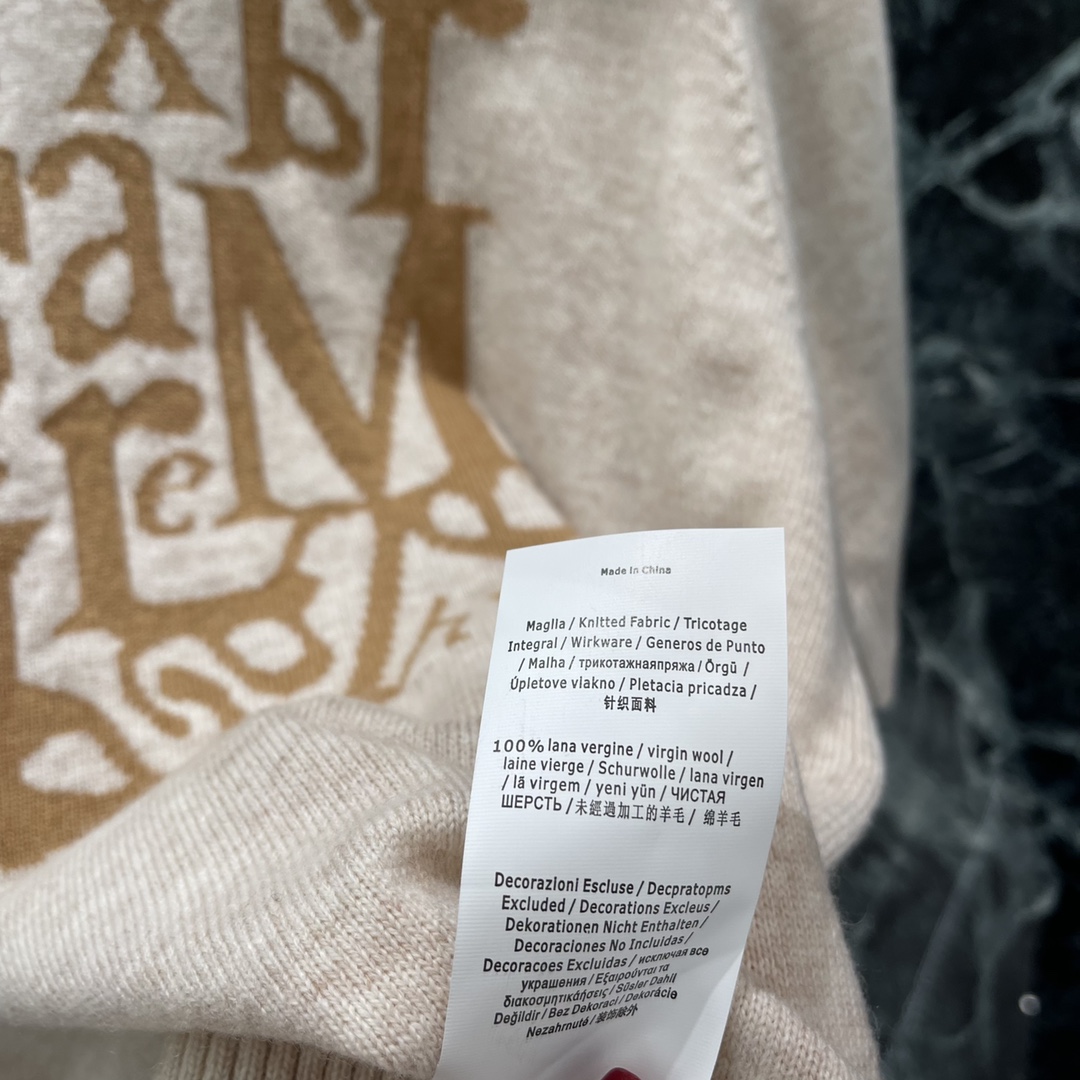 Made in China
Maglia / Knitted Fabric / Tricotage
Integral / Wirkware / Generos de Punto
/ Malha / трикотажнаяпряжа / Örgü /
Úpletove vlakno / Pletacia pricadza /
针织面料
100% lana vergine / virgin wool /
laine vierge / Schurwolle / lana virgen
/ lã virgem / yeni yün / ЧИСТАЯ
ШЕРСТЬ / 未經過加工的羊毛 / 绵羊毛
Decorazioni Escluse / Decpratopms
Excluded / Decorations Excleus /
Dekorationen Nicht Enthalten /
Decoraciones No Incluidas /
Decoracoes Excluidas / исключая все
украшения / Εξαιρούνται τα
διακοσμητικάήσεις / Süsler Dahil
Değildir / Bez Dekoraci / Dekorácie
Nezahrnuté / 装饰除外